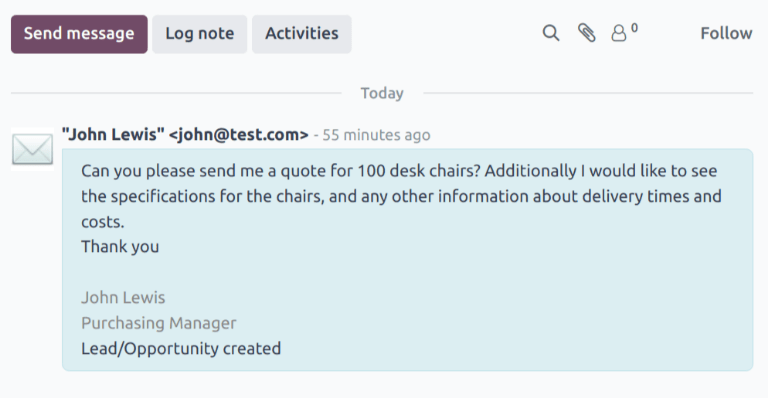 Send message Log note Activities 0 Follow
Today
"John Lewis" <john@test.com> - 55 minutes ago
Can you please send me a quote for 100 desk chairs? Additionally I would like to see
the specifications for the chairs, and any other information about delivery times and
costs.
Thank you
John Lewis
Purchasing Manager
Lead/Opportunity created